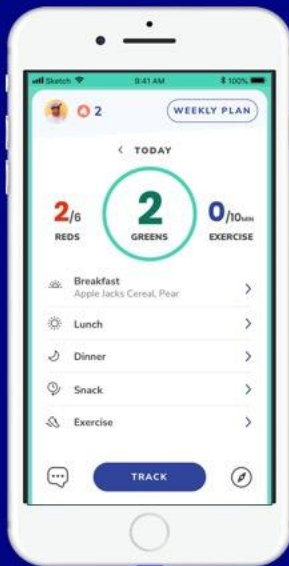 Sketch 9:41 AM 100%
2 WEEKLY PLAN
< TODAY
2/6 2 0/10MIN
REDS GREENS EXERCISE
Breakfast
Apple Jacks Cereal, Pear
Lunch
Dinner
Snack
Exercise
TRACK